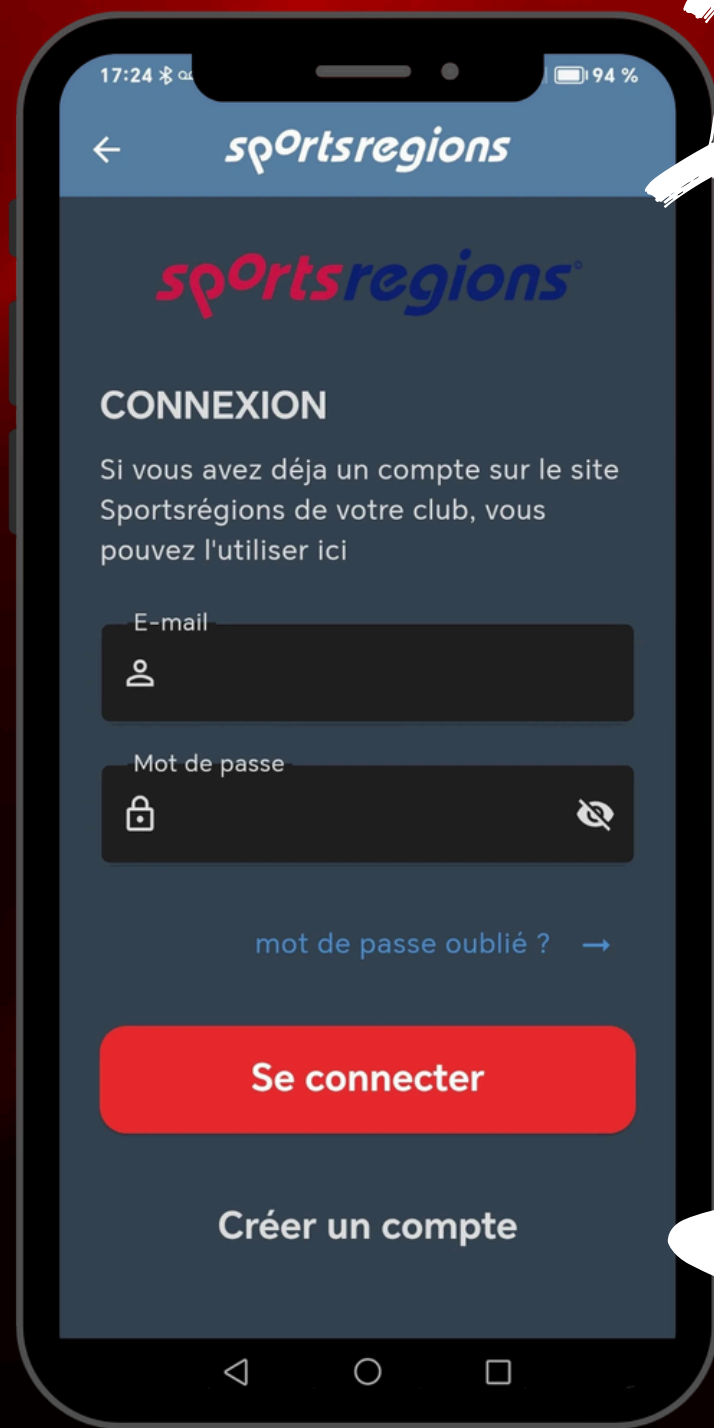 17:24
94 %
sportsregions
sportsregions
CONNEXION
Si vous avez déja un compte sur le site
Sportsrégions de votre club, vous
pouvez l'utiliser ici
E-mail
Mot de passe
mot de passe oublié ? →
Se connecter
Créer un compte